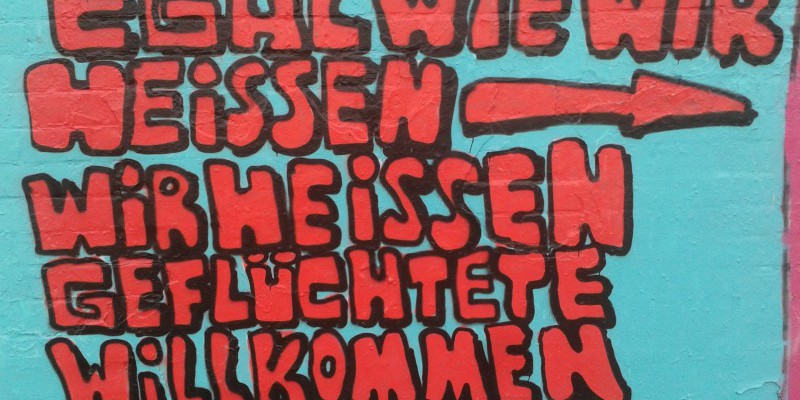 EGAL WIE WIR
HEiSSEN
WiR HEiSSEN
GEFLÜCHTETE
WiLLKOMMEN